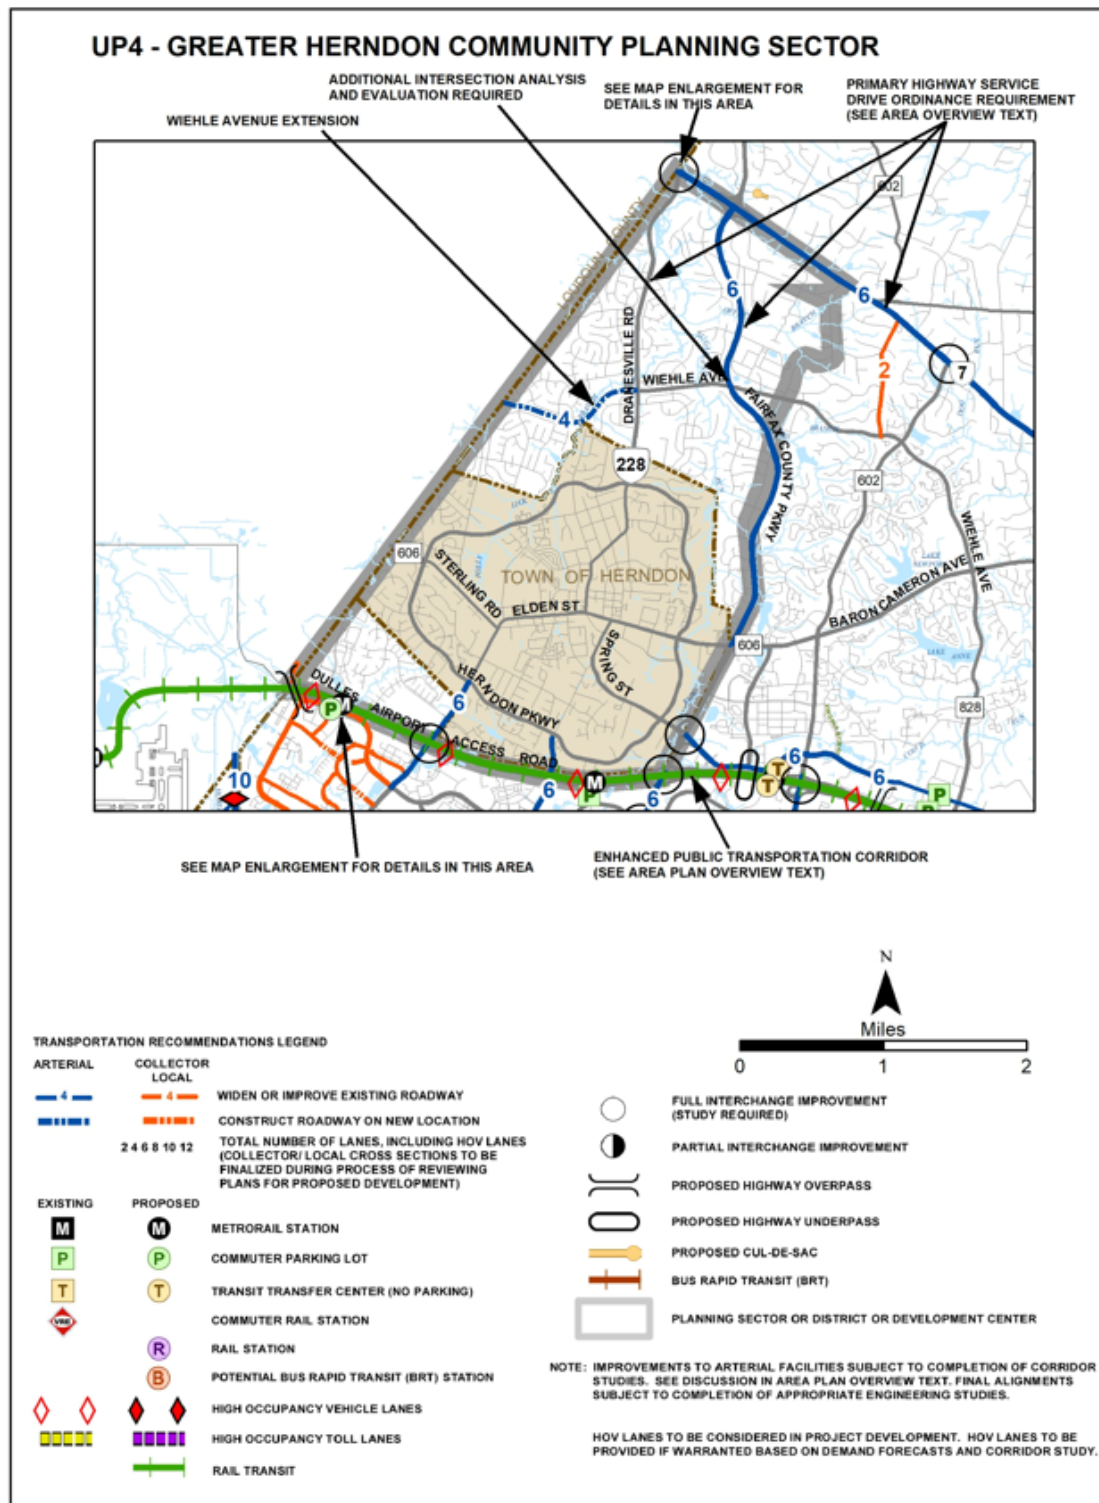 UP4 - GREATER HERNDON COMMUNITY PLANNING SECTOR
ADDITIONAL INTERSECTION ANALYSIS
AND EVALUATION REQUIRED
SEE MAP ENLARGEMENT FOR
DETAILS IN THIS AREA
PRIMARY HIGHWAY SERVICE
DRIVE ORDINANCE REQUIREMENT
(SEE AREA OVERVIEW TEXT)
WIEHLE AVENUE EXTENSION
602
LOUDOUN COUNTY
6
6
DRANESVILLE RD
2
7
WIEHLE AVE
4
FAIRFAX COUNTY PKWY
228
602
WIEHLE AVE
606
STERLING RD
TOWN OF HERNDON
ELDEN ST
BARON CAMERON AVE
SPRING ST
606
HERNDON PKWY
6
DULLES AIRPORT ACCESS ROAD
828
P
M
10
6
M
P
6
T
T
6
6
P
P
SEE MAP ENLARGEMENT FOR DETAILS IN THIS AREA
ENHANCED PUBLIC TRANSPORTATION CORRIDOR
(SEE AREA PLAN OVERVIEW TEXT)
N
Miles
0 1 2
TRANSPORTATION RECOMMENDATIONS LEGEND
ARTERIAL
COLLECTOR
LOCAL
4 4 WIDEN OR IMPROVE EXISTING ROADWAY
CONSTRUCT ROADWAY ON NEW LOCATION
2 4 6 8 10 12 TOTAL NUMBER OF LANES, INCLUDING HOV LANES
(COLLECTOR/ LOCAL CROSS SECTIONS TO BE
FINALIZED DURING PROCESS OF REVIEWING
PLANS FOR PROPOSED DEVELOPMENT)
EXISTING PROPOSED
M M METRORAIL STATION
P P COMMUTER PARKING LOT
T T TRANSIT TRANSFER CENTER (NO PARKING)
VRE COMMUTER RAIL STATION
R RAIL STATION
B POTENTIAL BUS RAPID TRANSIT (BRT) STATION
HIGH OCCUPANCY VEHICLE LANES
HIGH OCCUPANCY TOLL LANES
RAIL TRANSIT
FULL INTERCHANGE IMPROVEMENT
(STUDY REQUIRED)
PARTIAL INTERCHANGE IMPROVEMENT
PROPOSED HIGHWAY OVERPASS
PROPOSED HIGHWAY UNDERPASS
PROPOSED CUL-DE-SAC
BUS RAPID TRANSIT (BRT)
PLANNING SECTOR OR DISTRICT OR DEVELOPMENT CENTER
NOTE: IMPROVEMENTS TO ARTERIAL FACILITIES SUBJECT TO COMPLETION OF CORRIDOR
STUDIES. SEE DISCUSSION IN AREA PLAN OVERVIEW TEXT. FINAL ALIGNMENTS
SUBJECT TO COMPLETION OF APPROPRIATE ENGINEERING STUDIES.
HOV LANES TO BE CONSIDERED IN PROJECT DEVELOPMENT. HOV LANES TO BE
PROVIDED IF WARRANTED BASED ON DEMAND FORECASTS AND CORRIDOR STUDY.